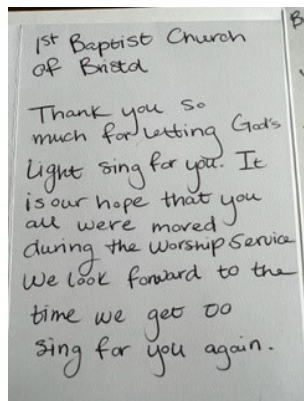 1st Baptist Church
of Bristol
Thank you so
much for letting God's
Light sing for you. It
is our hope that you
all were moved
during the Worship Service
We look forward to the
time we get to
sing for you again.
B